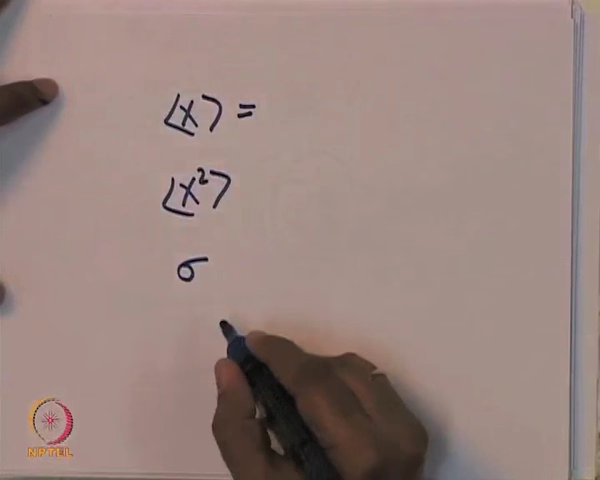 ⟨x⟩ =
⟨x²⟩
σ
NPTEL